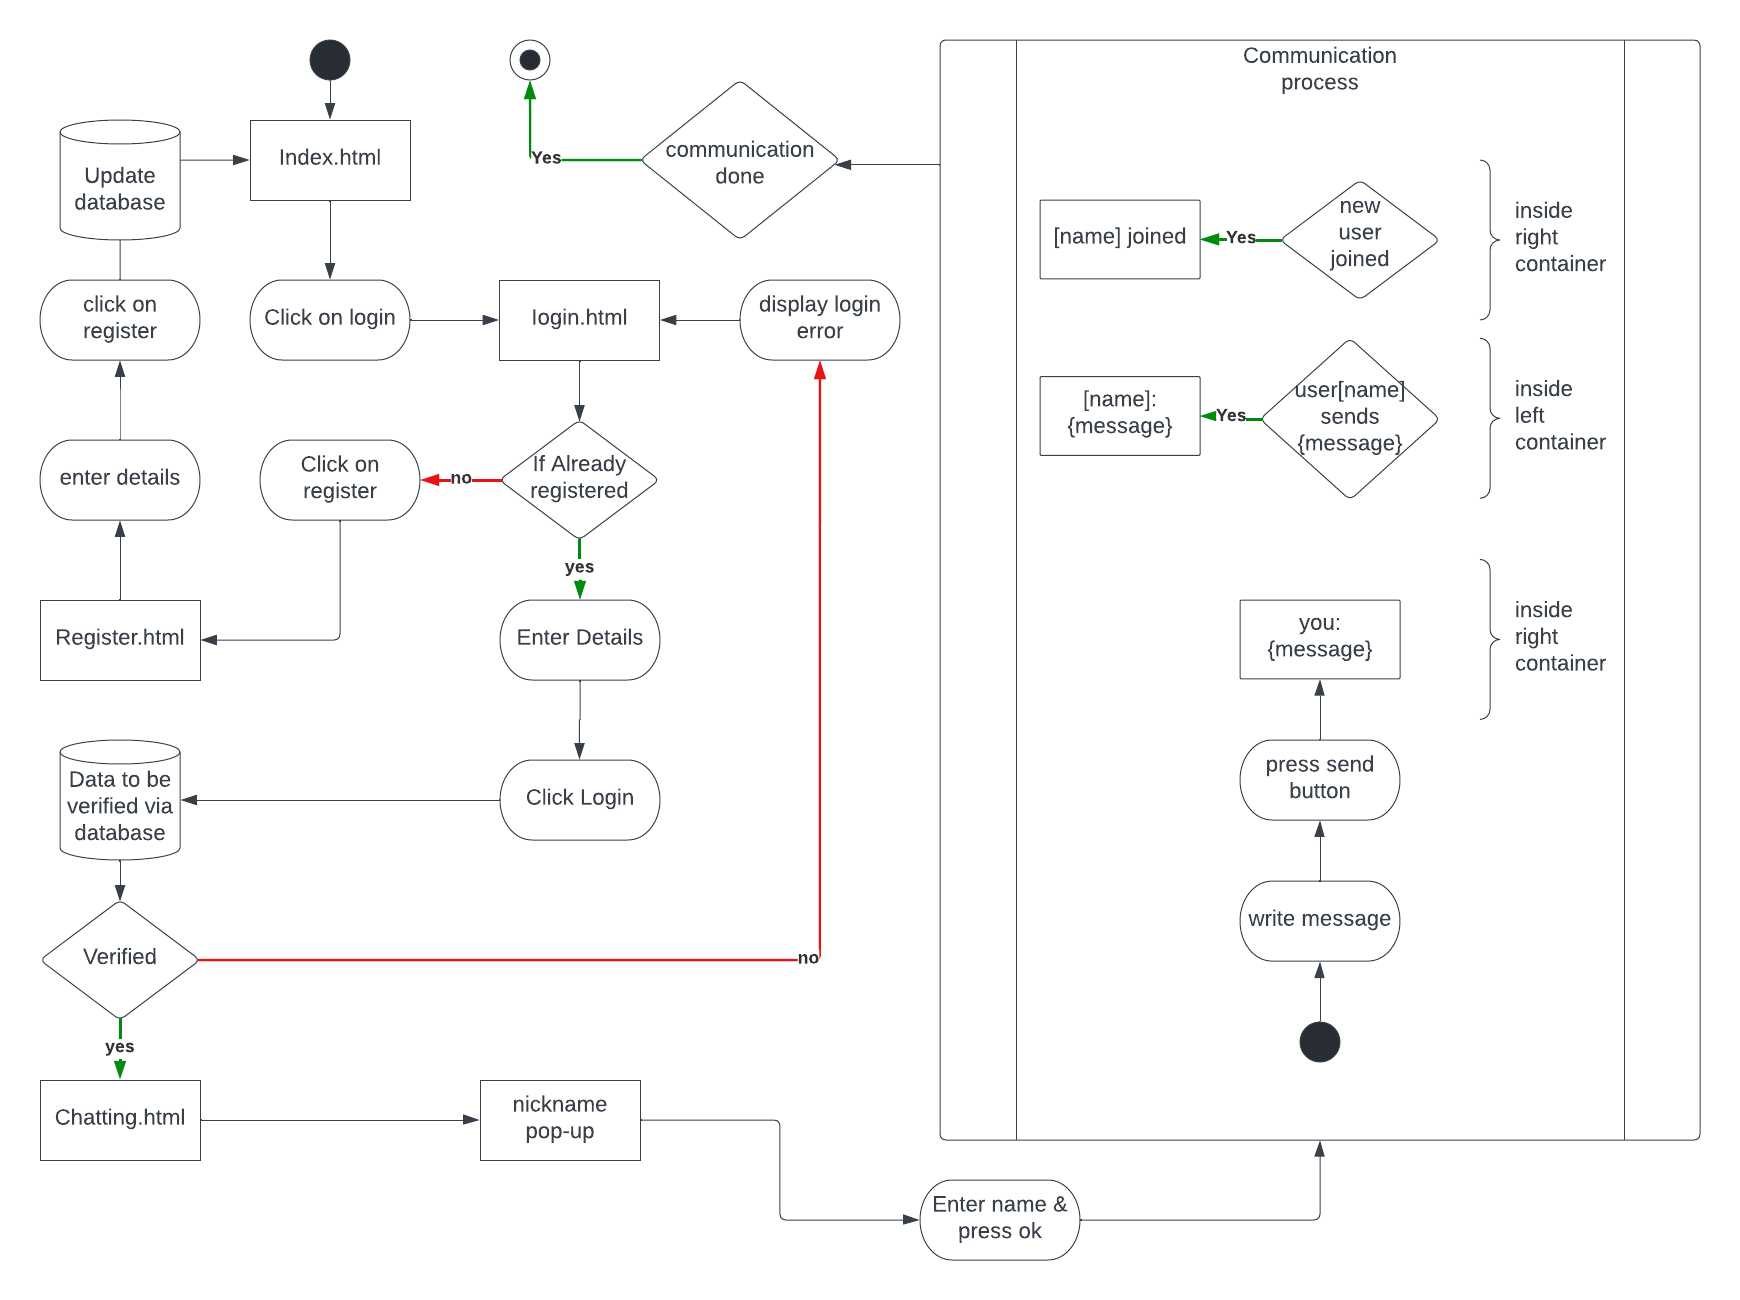 Communication
process
Update
database
Index.html
Yes
communication
done
[name] joined
Yes
new
user
joined
inside
right
container
click on
register
Click on login
login.html
display login
error
[name]:
{message}
Yes
user[name]
sends
{message}
inside
left
container
enter details
Click on
register
no
If Already
registered
yes
Register.html
Enter Details
you:
{message}
inside
right
container
Data to be
verified via
database
Click Login
press send
button
write message
Verified
no
yes
Chatting.html
nickname
pop-up
Enter name &
press ok